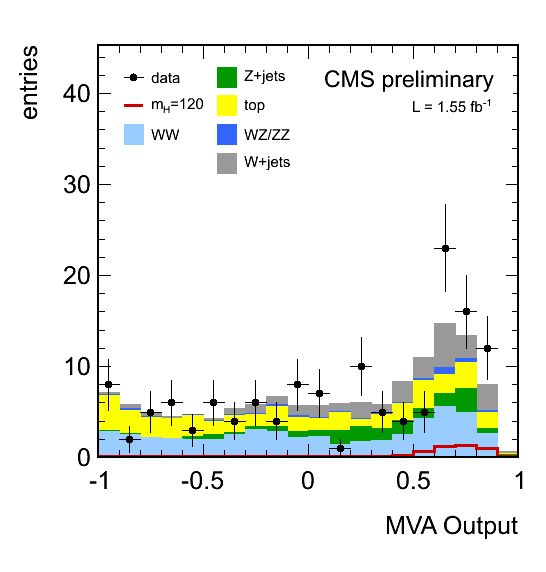 entries
CMS preliminary
L = 1.55 fb⁻¹
data
m_H=120
WW
Z+jets
top
WZ/ZZ
W+jets
40
30
20
10
0
-1
-0.5
0
0.5
1
MVA Output